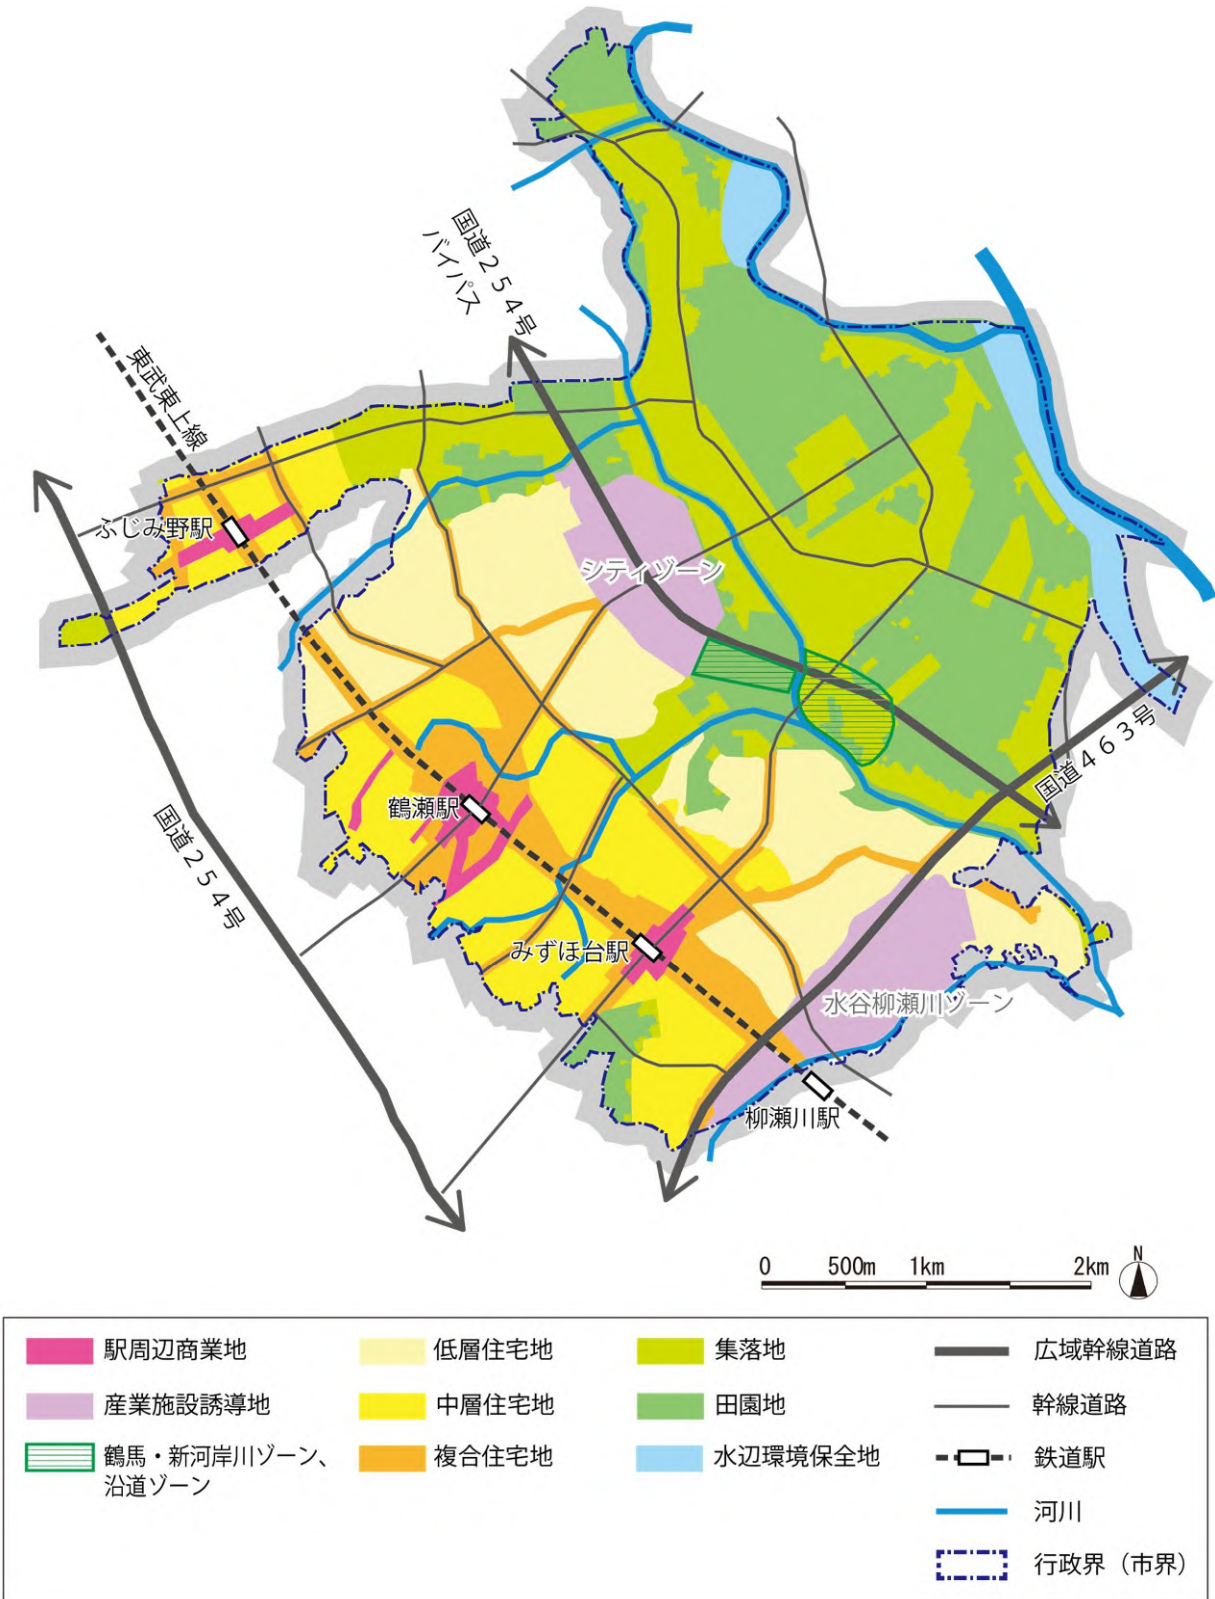 国道２５４号
バイパス
東武東上線
ふじみ野駅
シティゾーン
国道４６３号
鶴瀬駅
国道２５４号
みずほ台駅
水谷柳瀬川ゾーン
柳瀬川駅
0 500m 1km 2km
N
駅周辺商業地
低層住宅地
集落地
広域幹線道路
産業施設誘導地
中層住宅地
田園地
幹線道路
鶴馬・新河岸川ゾーン、
沿道ゾーン
複合住宅地
水辺環境保全地
鉄道駅
河川
行政界（市界）